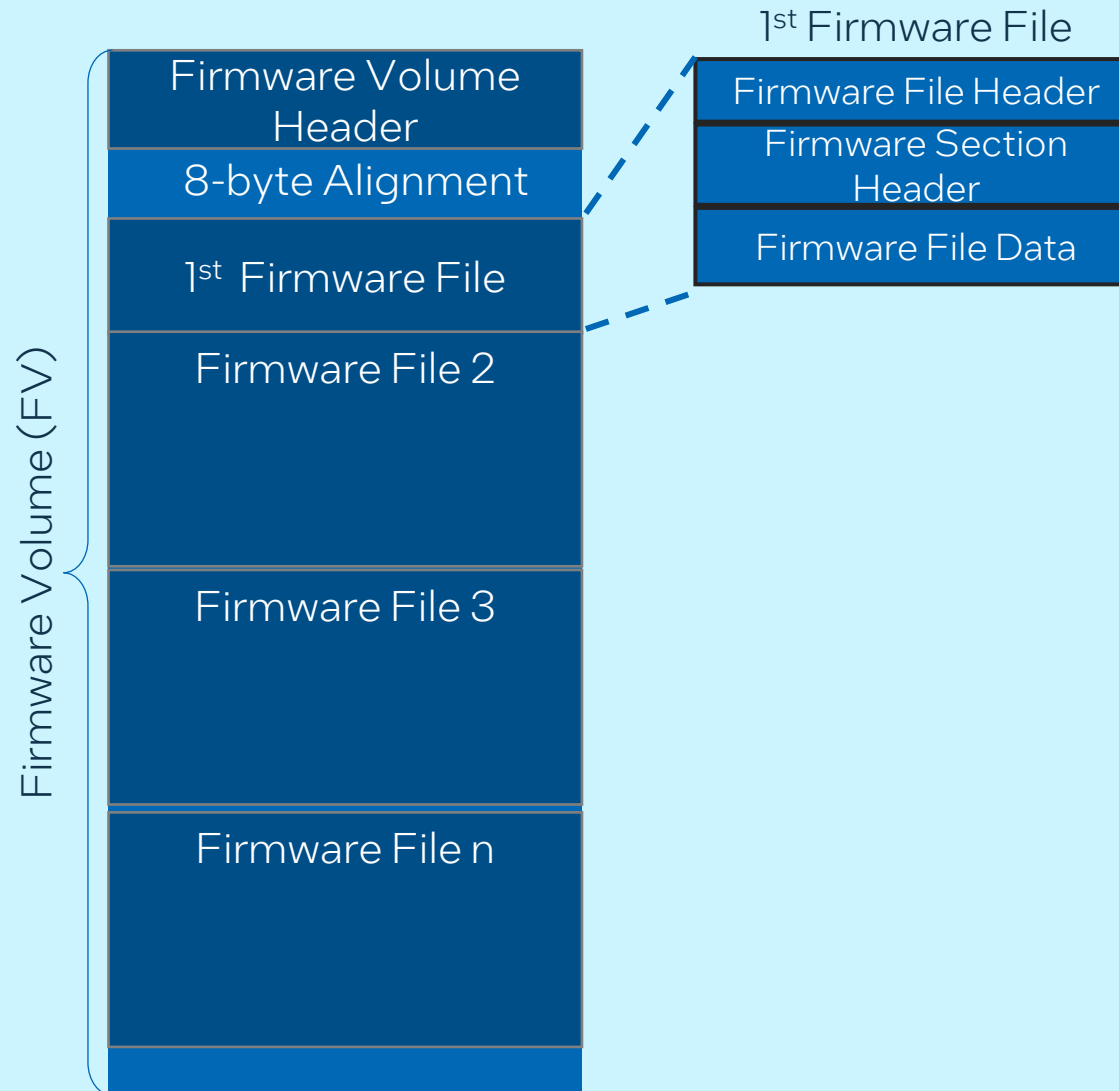 1st Firmware File
Firmware Volume
Header
8-byte Alignment
1st Firmware File
Firmware File 2
Firmware File 3
Firmware File n
Firmware Volume (FV)
Firmware File Header
Firmware Section
Header
Firmware File Data